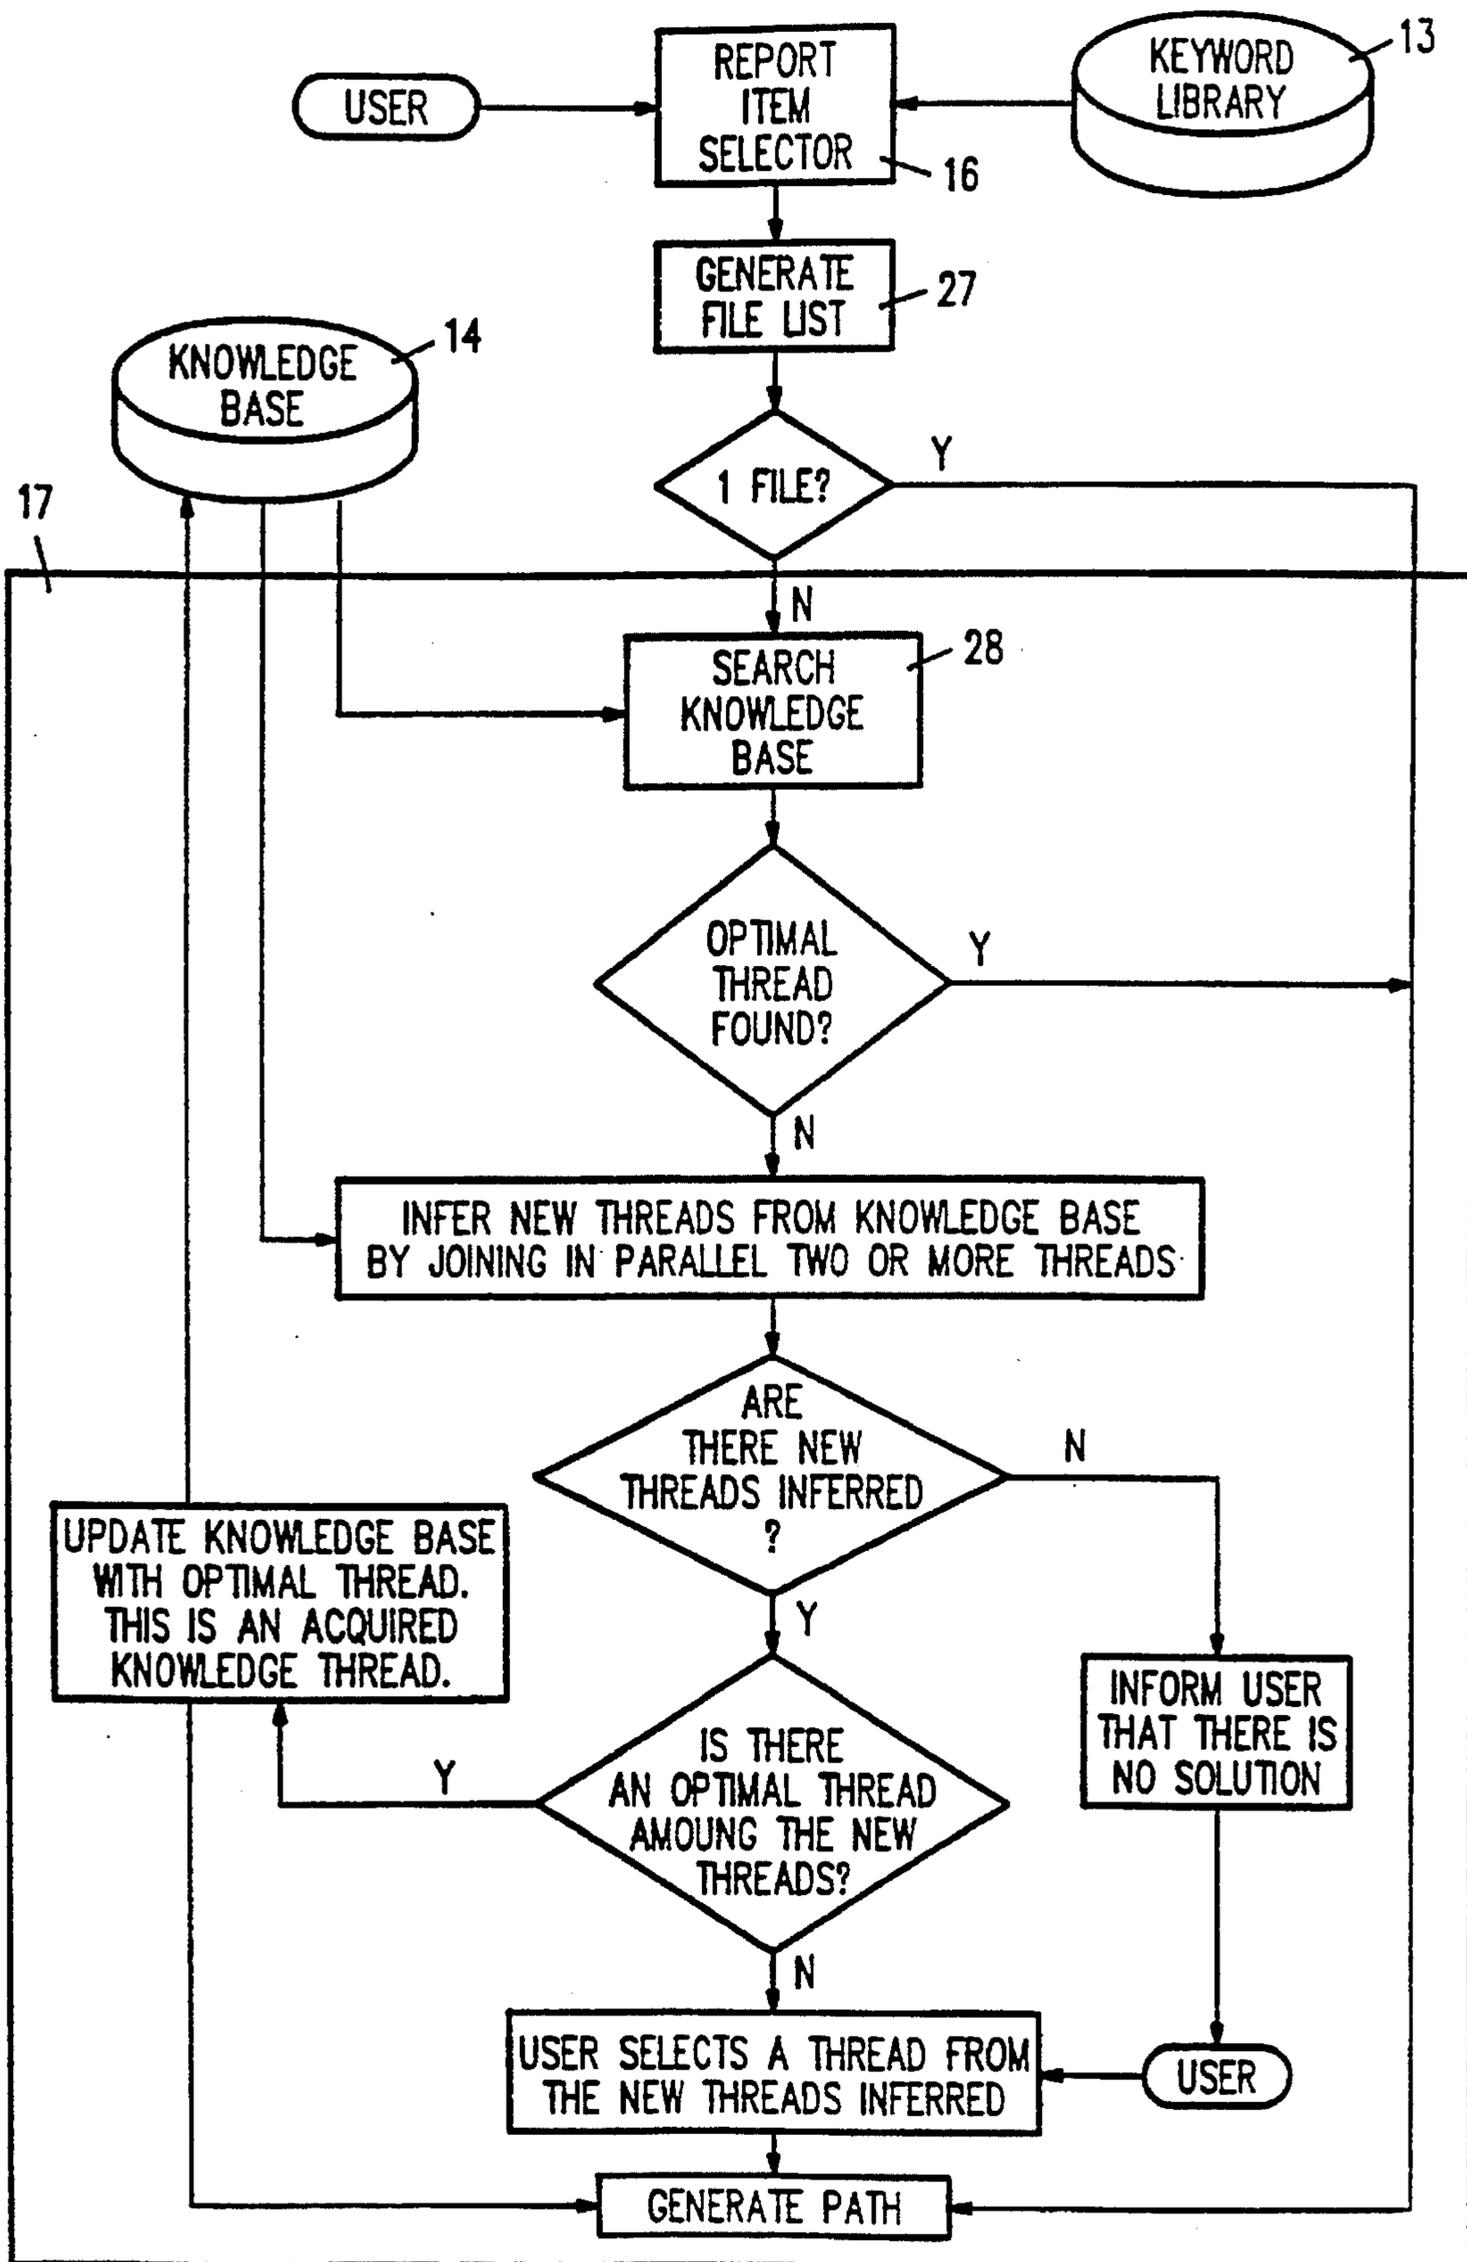 USER
REPORT
ITEM
SELECTOR
16
KEYWORD
LIBRARY
13
GENERATE
FILE LIST
27
KNOWLEDGE
BASE
14
1 FILE?
Y
17
N
SEARCH
KNOWLEDGE
BASE
28
OPTIMAL
THREAD
FOUND?
Y
N
INFER NEW THREADS FROM KNOWLEDGE BASE
BY JOINING IN PARALLEL TWO OR MORE THREADS
ARE
THERE NEW
THREADS INFERRED
?
N
Y
UPDATE KNOWLEDGE BASE
WITH OPTIMAL THREAD.
THIS IS AN ACQUIRED
KNOWLEDGE THREAD.
INFORM USER
THAT THERE IS
NO SOLUTION
IS THERE
AN OPTIMAL THREAD
AMOUNG THE NEW
THREADS?
Y
N
USER SELECTS A THREAD FROM
THE NEW THREADS INFERRED
USER
GENERATE PATH